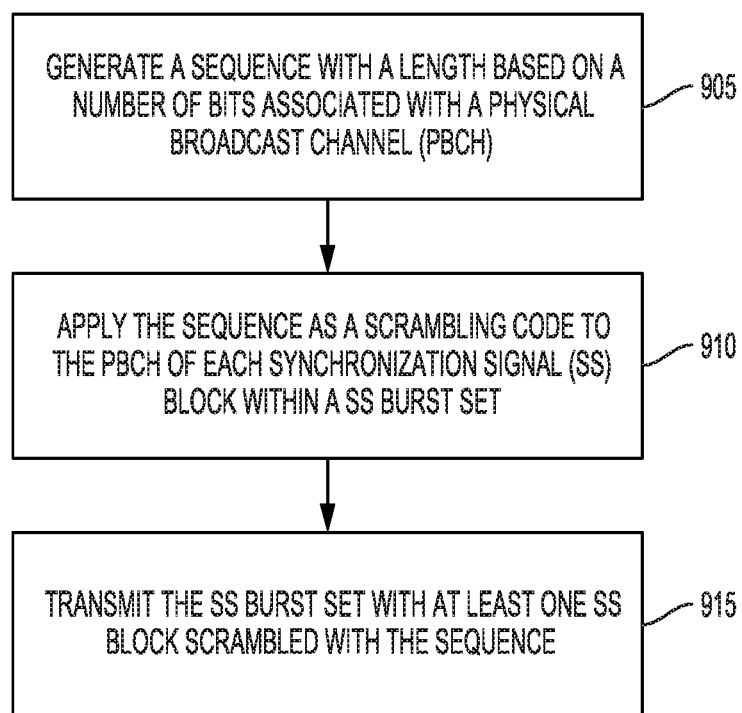 GENERATE A SEQUENCE WITH A LENGTH BASED ON A
NUMBER OF BITS ASSOCIATED WITH A PHYSICAL
BROADCAST CHANNEL (PBCH)
905
APPLY THE SEQUENCE AS A SCRAMBLING CODE TO
THE PBCH OF EACH SYNCHRONIZATION SIGNAL (SS)
BLOCK WITHIN A SS BURST SET
910
TRANSMIT THE SS BURST SET WITH AT LEAST ONE SS
BLOCK SCRAMBLED WITH THE SEQUENCE
915